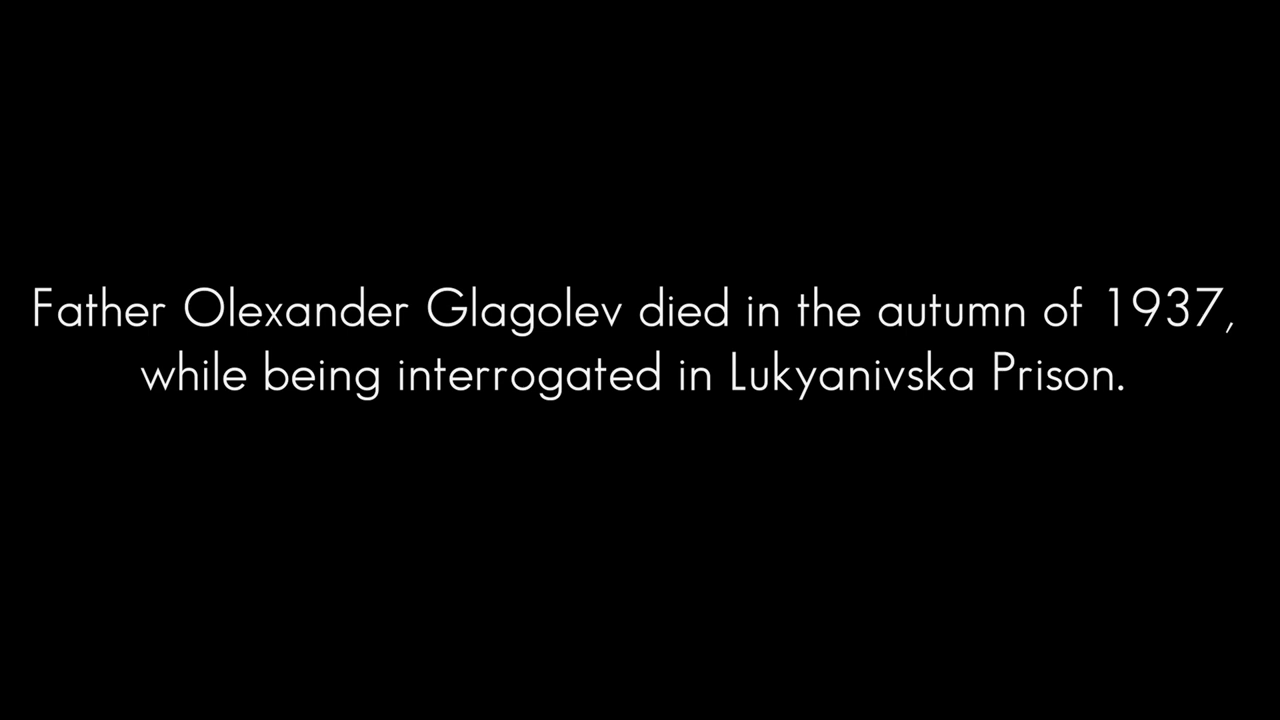 Father Olexander Glagolev died in the autumn of 1937,
while being interrogated in Lukyanivska Prison.